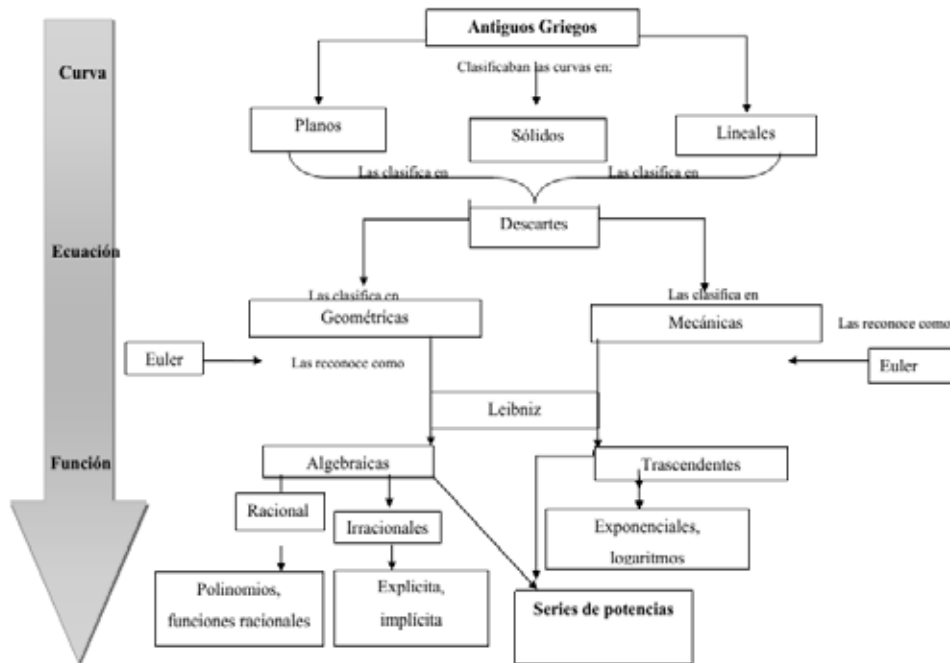 Antiguos Griegos
Curva
Clasificaban las curvas en:
Planos
Sólidos
Lineales
Las clasifica en
Las clasifica en
Descartes
Ecuación
Las clasifica en
Las clasifica en
Geométricas
Mecánicas
Las reconoce como
Euler
Las reconoce como
Euler
Leibniz
Función
Algebraícas
Trascendentes
Racional
Irracionales
Exponenciales,
logaritmos
Polinomios,
funciones racionales
Explícita,
implícita
Series de potencias